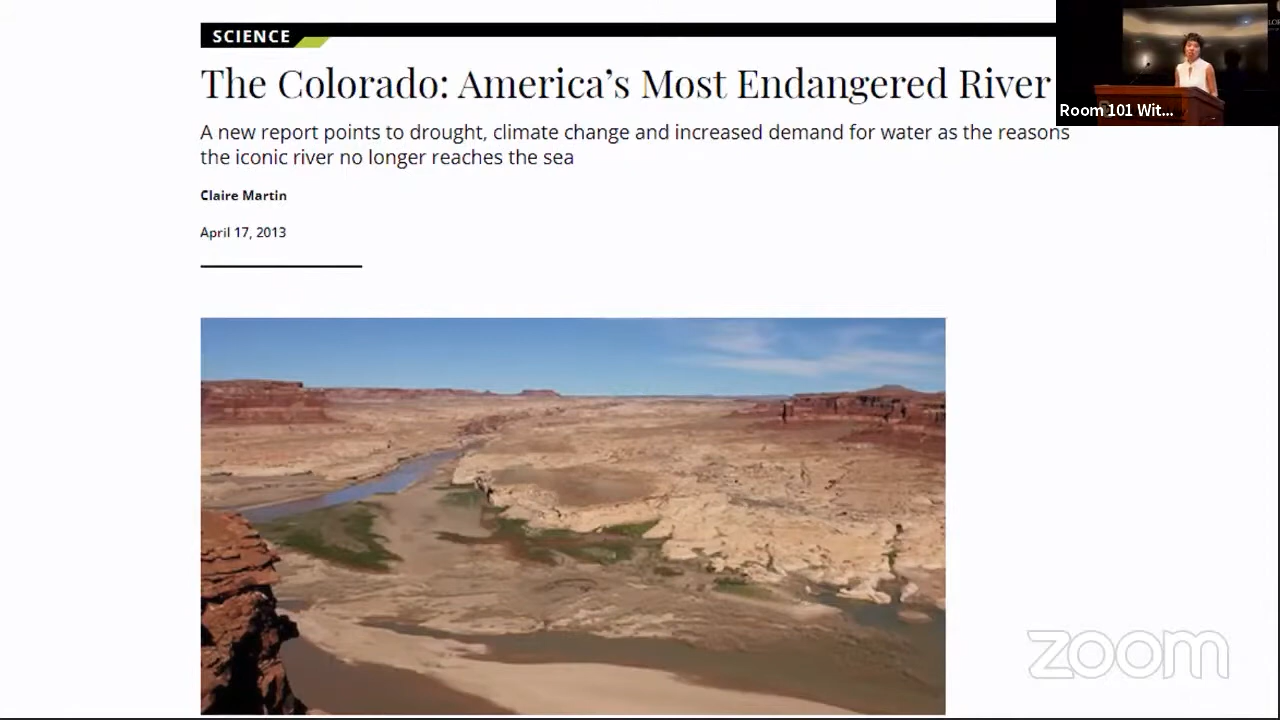 SCIENCE
The Colorado: America's Most Endangered River
A new report points to drought, climate change and increased demand for water as the reasons
the iconic river no longer reaches the sea
Claire Martin
April 17, 2013
Room 101 Wit...
zoom